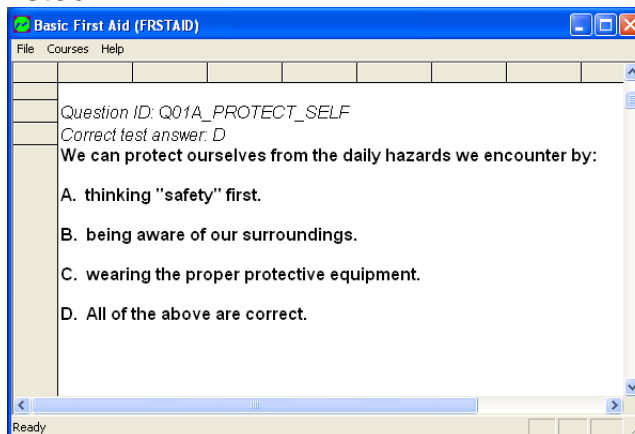 Basic First Aid (FRSTAID)
File Courses Help
Question ID: Q01A_PROTECT_SELF
Correct test answer: D
We can protect ourselves from the daily hazards we encounter by:
A. thinking "safety" first.
B. being aware of our surroundings.
C. wearing the proper protective equipment.
D. All of the above are correct.
Ready